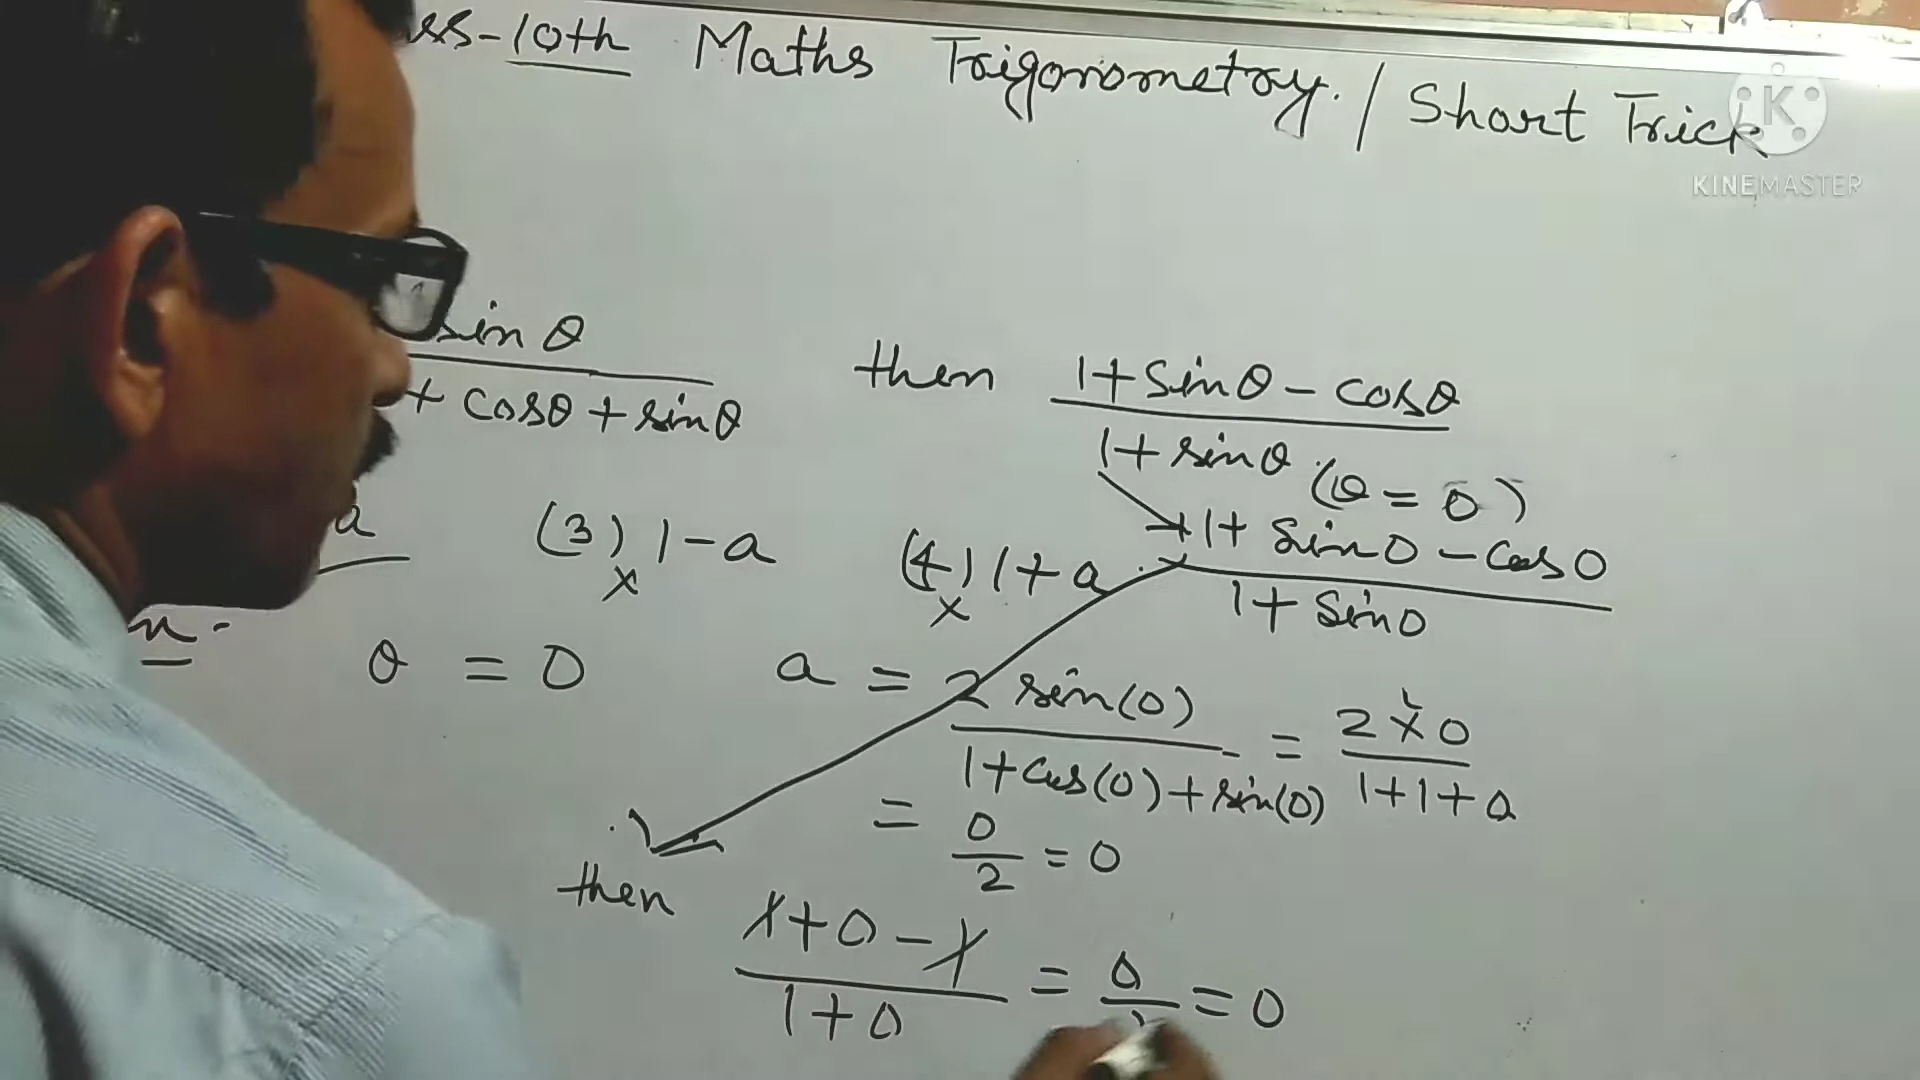 ss-10th Maths Trigonometry. / Short Trick
K
KINEMASTER
sin θ
+ cosθ + sinθ
then
1+sinθ - cosθ
1+ sinθ
(θ = 0)
a
(3) 1-a
x
(4) 1+a
x
1+ sin0 - cos0
1+ sin0
n.
θ = 0
a = 2 sin(0) / 1+cos(0)+sin(0) = 2×0 / 1+1+0
= 0/2 = 0
then
1+0-1 / 1+0 = 0/1 = 0